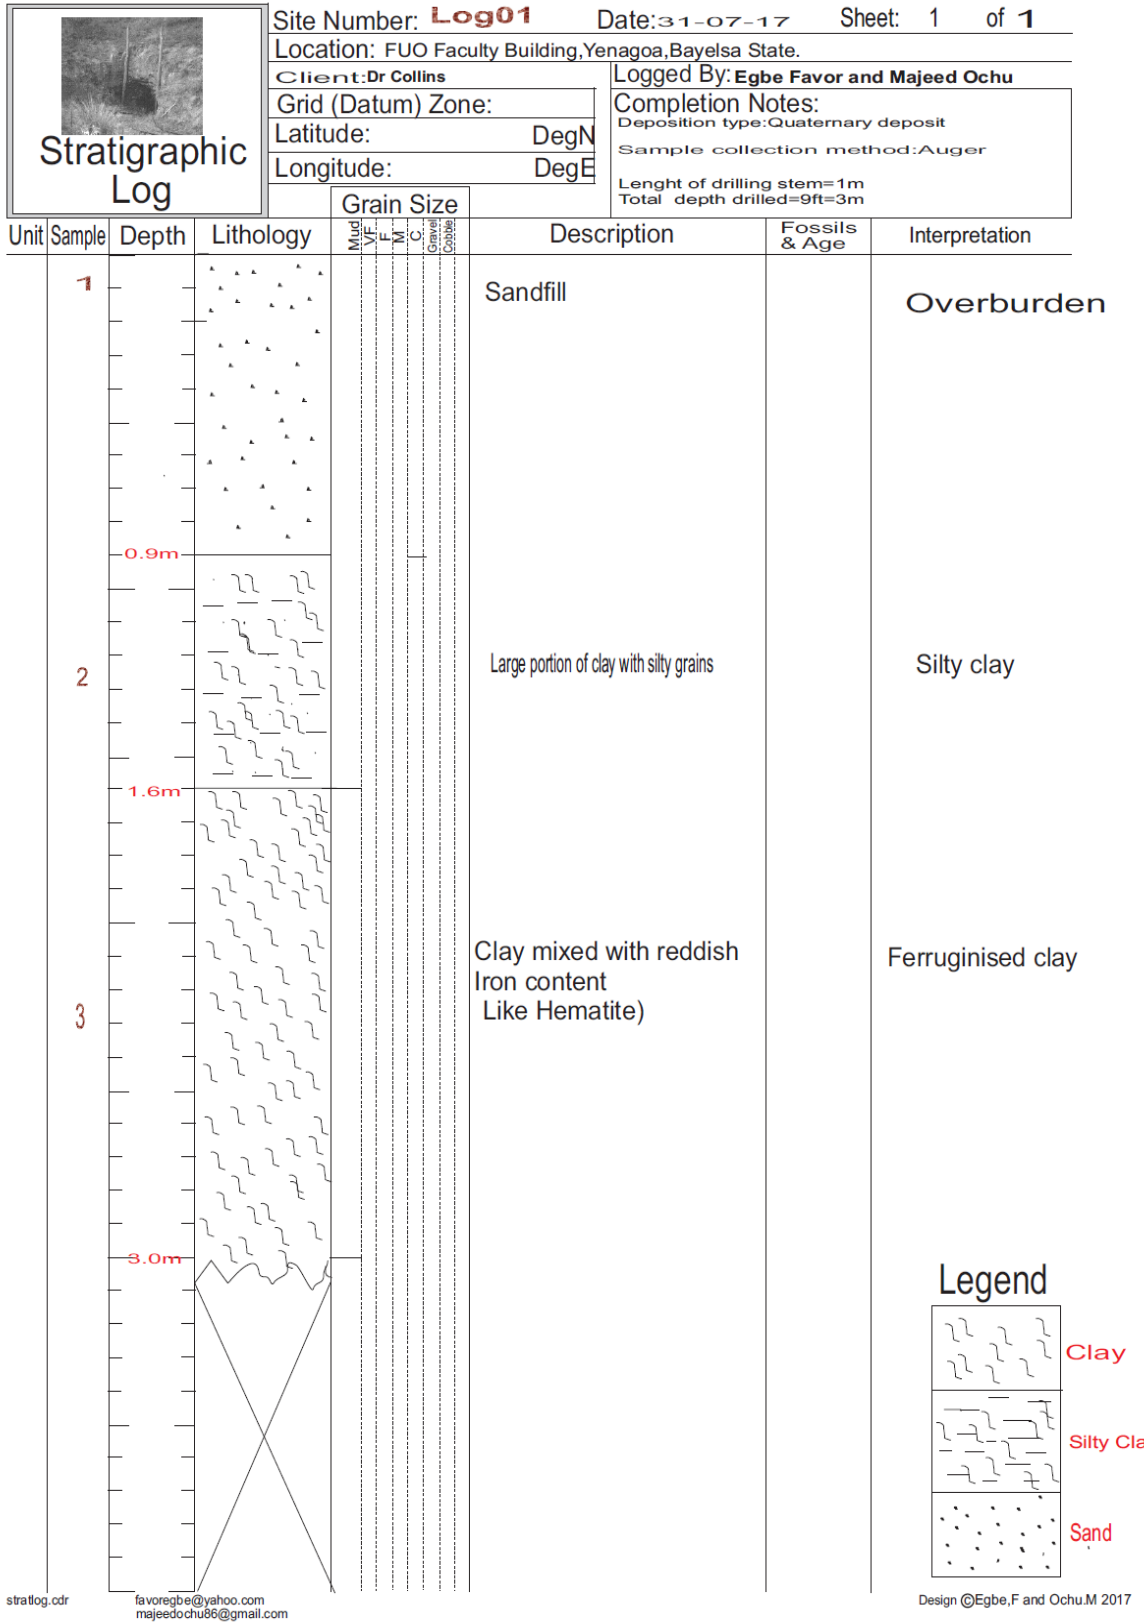 Site Number: Log01 Date:31-07-17 Sheet: 1 of 1
Location: FUO Faculty Building,Yenagoa,Bayelsa State.
Client:Dr Collins
Logged By: Egbe Favor and Majeed Ochu
Grid (Datum) Zone:
Latitude: DegN
Longitude: DegE
Completion Notes:
Deposition type:Quaternary deposit
Sample collection method:Auger
Lenght of drilling stem=1m
Total depth drilled=9ft=3m
Stratigraphic
Log
Grain Size
Unit Sample Depth Lithology Mud VF F M C Gravel Cobble Description Fossils & Age Interpretation
1 Sandfill Overburden
0.9m
2 Large portion of clay with silty grains Silty clay
1.6m
Clay mixed with reddish Ferruginised clay
Iron content
3 Like Hematite)
3.0m
Legend
Clay
Silty Cla
Sand
stratlog.cdr favoregbe@yahoo.com Design ©Egbe,F and Ochu.M 2017
majeedochu86@gmail.com